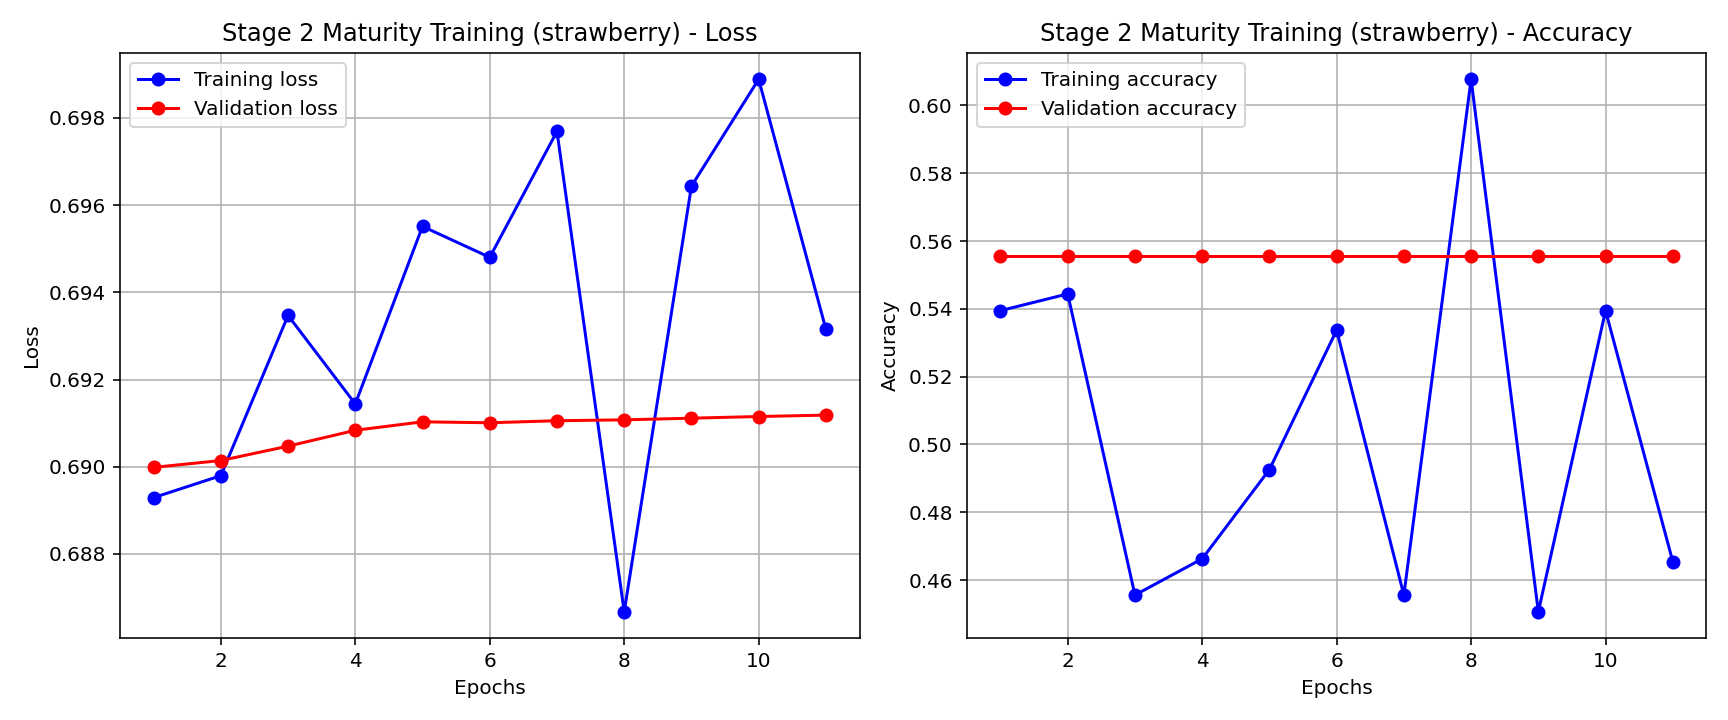 Stage 2 Maturity Training (strawberry) - Loss
Training loss
Validation loss
0.698
0.696
0.694
0.692
0.690
0.688
Loss
2 4 6 8 10
Epochs
Stage 2 Maturity Training (strawberry) - Accuracy
Training accuracy
Validation accuracy
0.60
0.58
0.56
0.54
0.52
0.50
0.48
0.46
Accuracy
2 4 6 8 10
Epochs